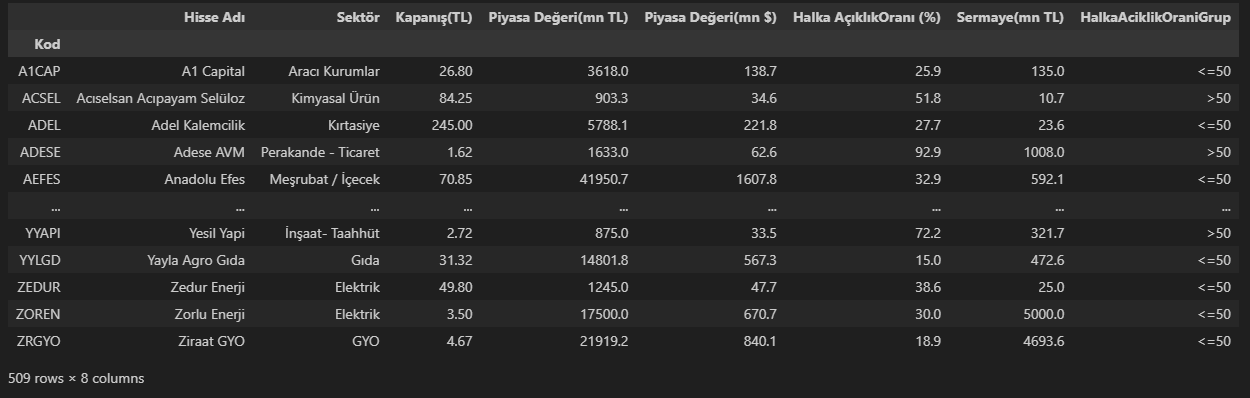 Hisse Adı Sektör Kapanış(TL) Piyasa Değeri(mn TL) Piyasa Değeri(mn $) Halka AçıklıkOranı (%) Sermaye(mn TL) HalkaAciklikOraniGrup
Kod
A1CAP A1 Capital Aracı Kurumlar 26.80 3618.0 138.7 25.9 135.0 <=50
ACSEL Acıselsan Acıpayam Selüloz Kimyasal Ürün 84.25 903.3 34.6 51.8 10.7 >50
ADEL Adel Kalemcilik Kırtasiye 245.00 5788.1 221.8 27.7 23.6 <=50
ADESE Adese AVM Perakande - Ticaret 1.62 1633.0 62.6 92.9 1008.0 >50
AEFES Anadolu Efes Meşrubat / İçecek 70.85 41950.7 1607.8 32.9 592.1 <=50
... ... ... ... ... ... ... ... ...
YYAPI Yesil Yapi İnşaat- Taahhüt 2.72 875.0 33.5 72.2 321.7 >50
YYLGD Yayla Agro Gıda Gıda 31.32 14801.8 567.3 15.0 472.6 <=50
ZEDUR Zedur Enerji Elektrik 49.80 1245.0 47.7 38.6 25.0 <=50
ZOREN Zorlu Enerji Elektrik 3.50 17500.0 670.7 30.0 5000.0 <=50
ZRGYO Ziraat GYO GYO 4.67 21919.2 840.1 18.9 4693.6 <=50
509 rows × 8 columns